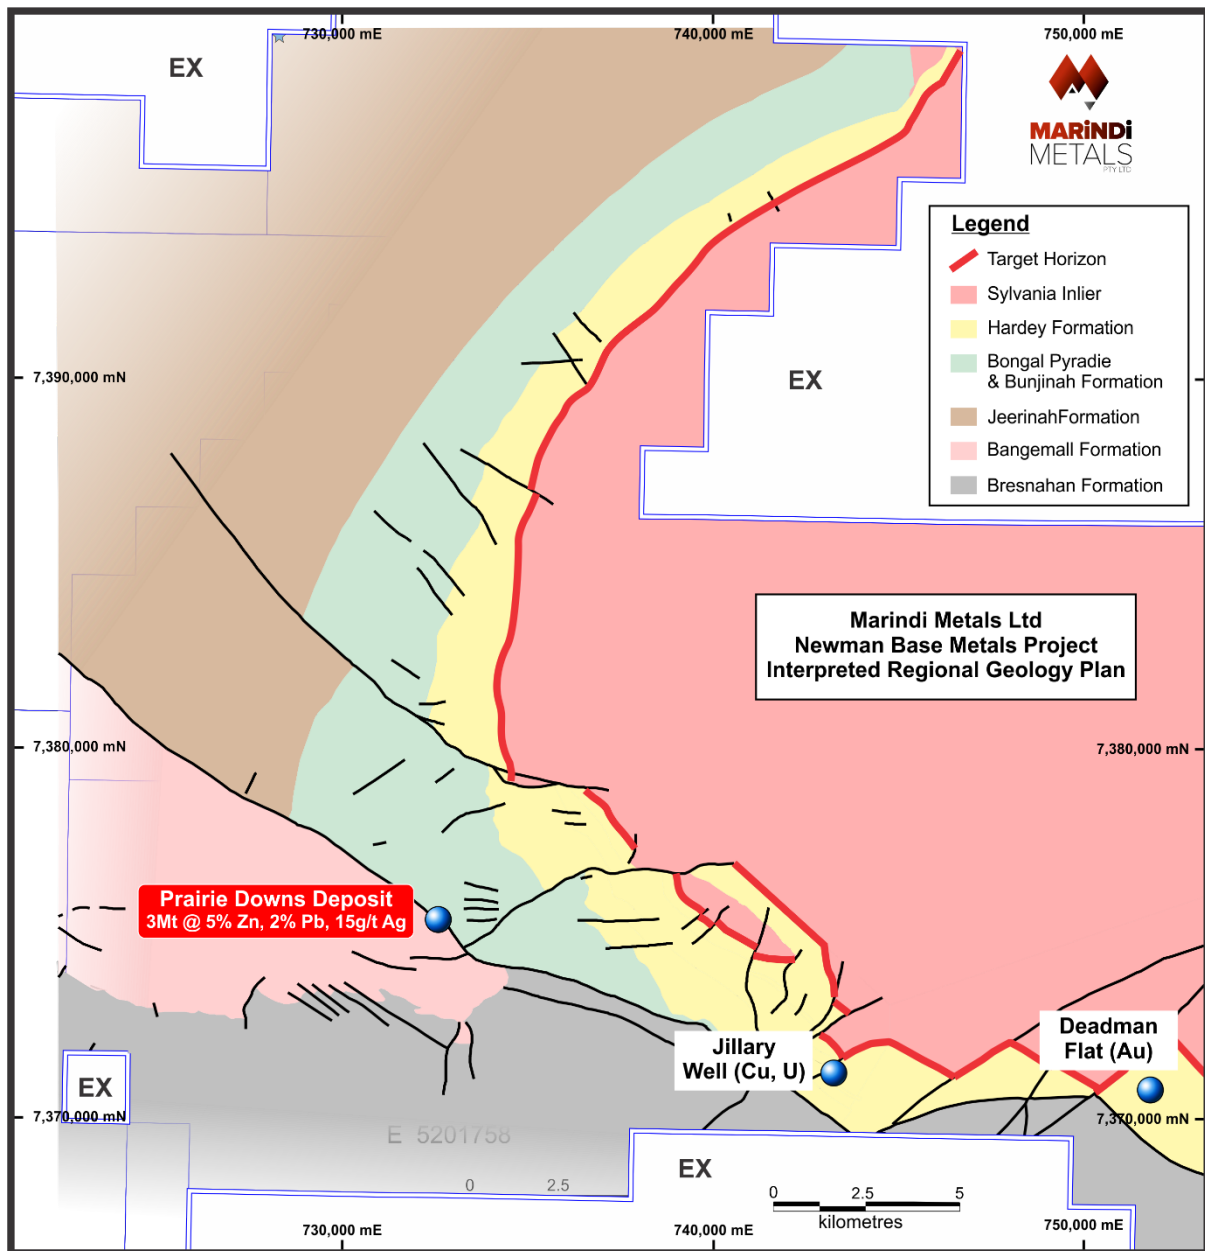 730,000 mE
740,000 mE
750,000 mE
EX
MARiNDi
METALS
PTY LTD
Legend
Target Horizon
Sylvania Inlier
Hardey Formation
Bongal Pyradie
& Bunjinah Formation
JeerinahFormation
Bangemall Formation
Bresnahan Formation
7,390,000 mN
EX
Marindi Metals Ltd
Newman Base Metals Project
Interpreted Regional Geology Plan
7,380,000 mN
7,380,000 mN
Prairie Downs Deposit
3Mt @ 5% Zn, 2% Pb, 15g/t Ag
Jillary
Well (Cu, U)
Deadman
Flat (Au)
EX
7,370,000 mN
7,370,000 mN
E 5201758
EX
0 2.5
0 2.5 5
kilometres
730,000 mE
740,000 mE
750,000 mE